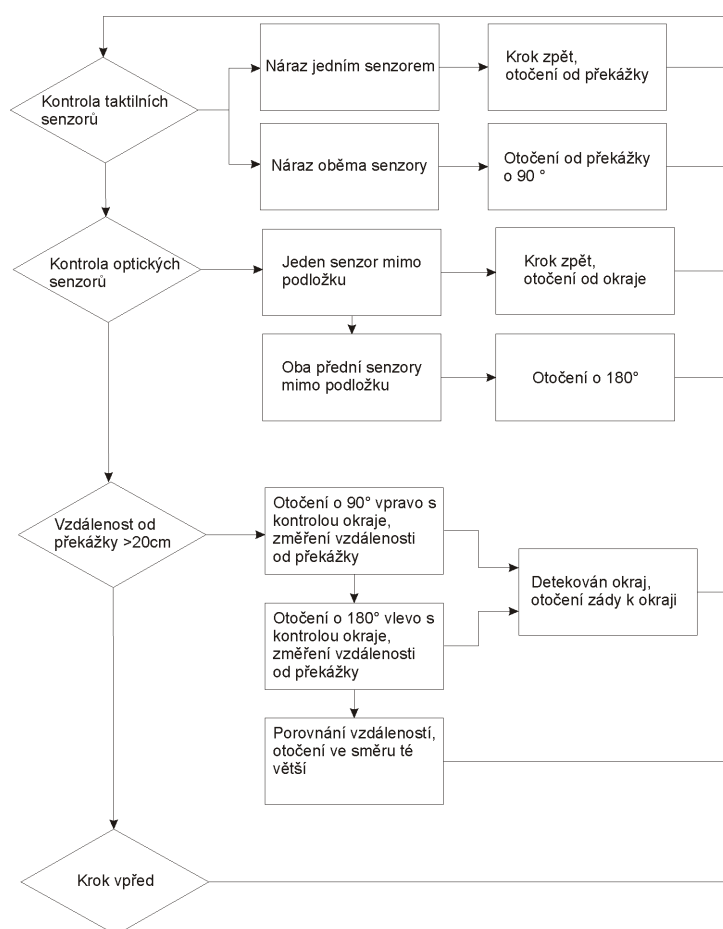 Kontrola taktilních
senzorů
Náraz jedním senzorem
Krok zpět,
otočení od překážky
Náraz oběma senzory
Otočení od překážky
o 90 °
Kontrola optických
senzorů
Jeden senzor mimo
podložku
Krok zpět,
otočení od okraje
Oba přední senzory
mimo podložku
Otočení o 180°
Vzdálenost od
překážky >20cm
Otočení o 90° vpravo s
kontrolou okraje,
změření vzdálenosti
od překážky
Detekován okraj,
otočení zády k okraji
Otočení o 180° vlevo s
kontrolou okraje,
změření vzdálenosti
od překážky
Porovnání vzdáleností,
otočení ve směru té
větší
Krok vpřed